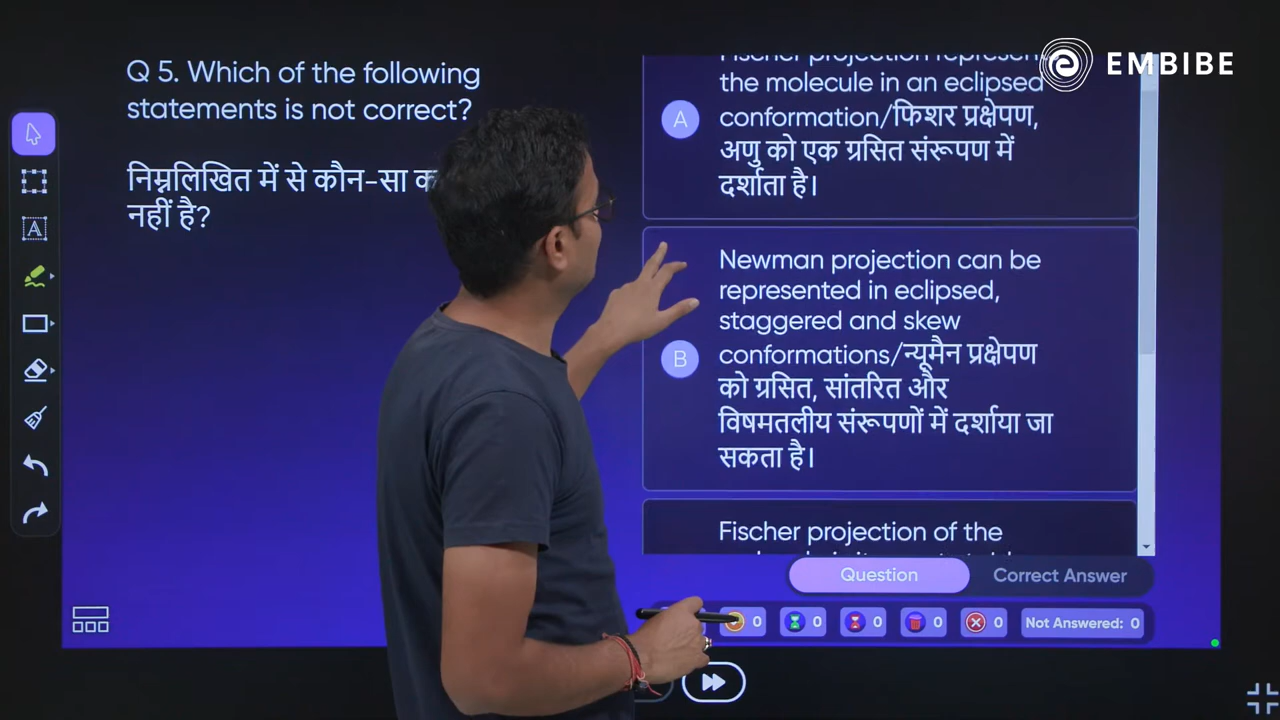 Q 5. Which of the following
statements is not correct?
निम्नलिखित में से कौन-सा
नहीं है?
EMBIBE
Fischer projection
the molecule in an eclipsed
A
conformation/फिशर प्रक्षेपण,
अणु को एक ग्रसित संरूपण में
दर्शाता है।
Newman projection can be
represented in eclipsed,
staggered and skew
B
conformations/न्यूमैन प्रक्षेपण
को ग्रसित, सांतरित और
विषमतलीय संरूपणों में दर्शाया जा
सकता है।
Fischer projection of the
Question
Correct Answer
0
0
0
0
0
Not Answered: 0
A